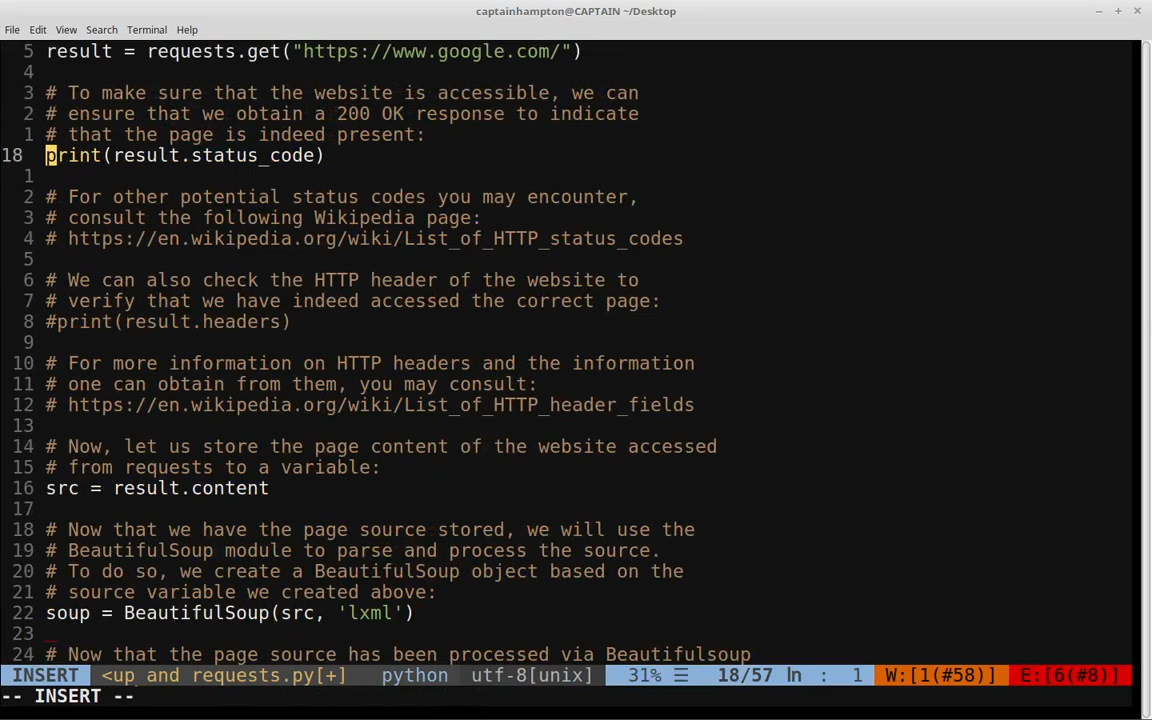 captainhampton@CAPTAIN ~/Desktop
File Edit View Search Terminal Help
5 result = requests.get("https://www.google.com/")
4
3 # To make sure that the website is accessible, we can
2 # ensure that we obtain a 200 OK response to indicate
1 # that the page is indeed present:
18 print(result.status_code)
1
2 # For other potential status codes you may encounter,
3 # consult the following Wikipedia page:
4 # https://en.wikipedia.org/wiki/List_of_HTTP_status_codes
5
6 # We can also check the HTTP header of the website to
7 # verify that we have indeed accessed the correct page:
8 #print(result.headers)
9
10 # For more information on HTTP headers and the information
11 # one can obtain from them, you may consult:
12 # https://en.wikipedia.org/wiki/List_of_HTTP_header_fields
13
14 # Now, let us store the page content of the website accessed
15 # from requests to a variable:
16 src = result.content
17
18 # Now that we have the page source stored, we will use the
19 # BeautifulSoup module to parse and process the source.
20 # To do so, we create a BeautifulSoup object based on the
21 # source variable we created above:
22 soup = BeautifulSoup(src, 'lxml')
23
24 # Now that the page source has been processed via Beautifulsoup
INSERT <up and requests.py[+] python utf-8[unix] 31% ☰ 18/57 ln : 1 W:[1(#58)] E:[6(#8)]
-- INSERT --